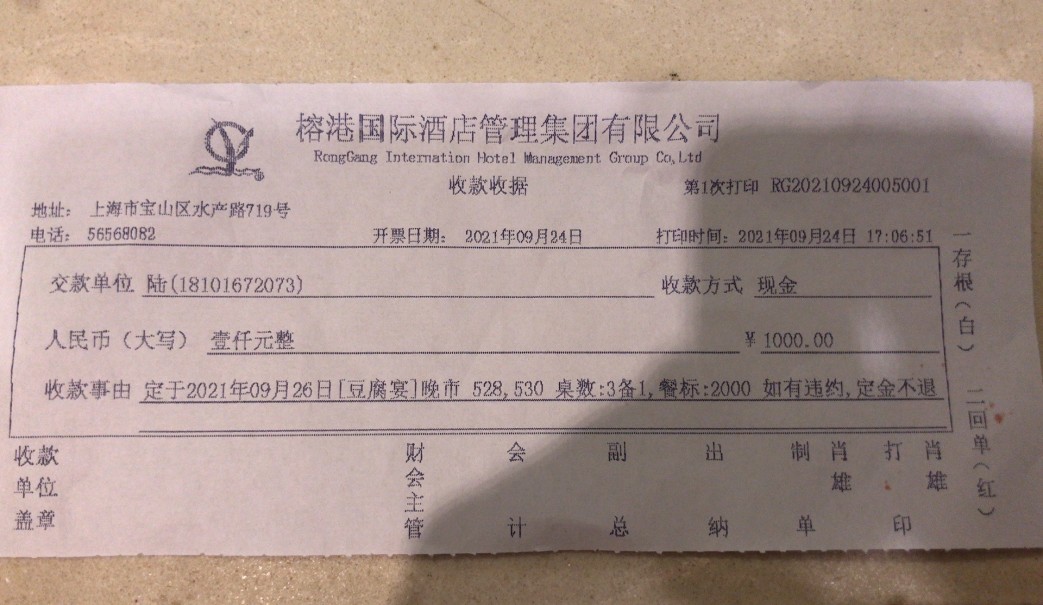 榕港国际酒店管理集团有限公司
RongGang Internation Hotel Management Group Co,Ltd
收款收据
第1次打印 RG20210924005001
地址： 上海市宝山区水产路719号
电话： 56568082 开票日期： 2021年09月24日 打印时间：2021年09月24日 17:06:51
交款单位 陆(18101672073) 收款方式 现金
人民币（大写） 壹仟元整 ￥1000.00
收款事由 定于2021年09月26日[豆腐宴]晚市 528,530 桌数:3备1,餐标:2000 如有违约,定金不退
收款单位盖章 财会主管 会计 副总 出纳 制单 肖雄 打印 肖雄
一存根（白） 二回单（红）